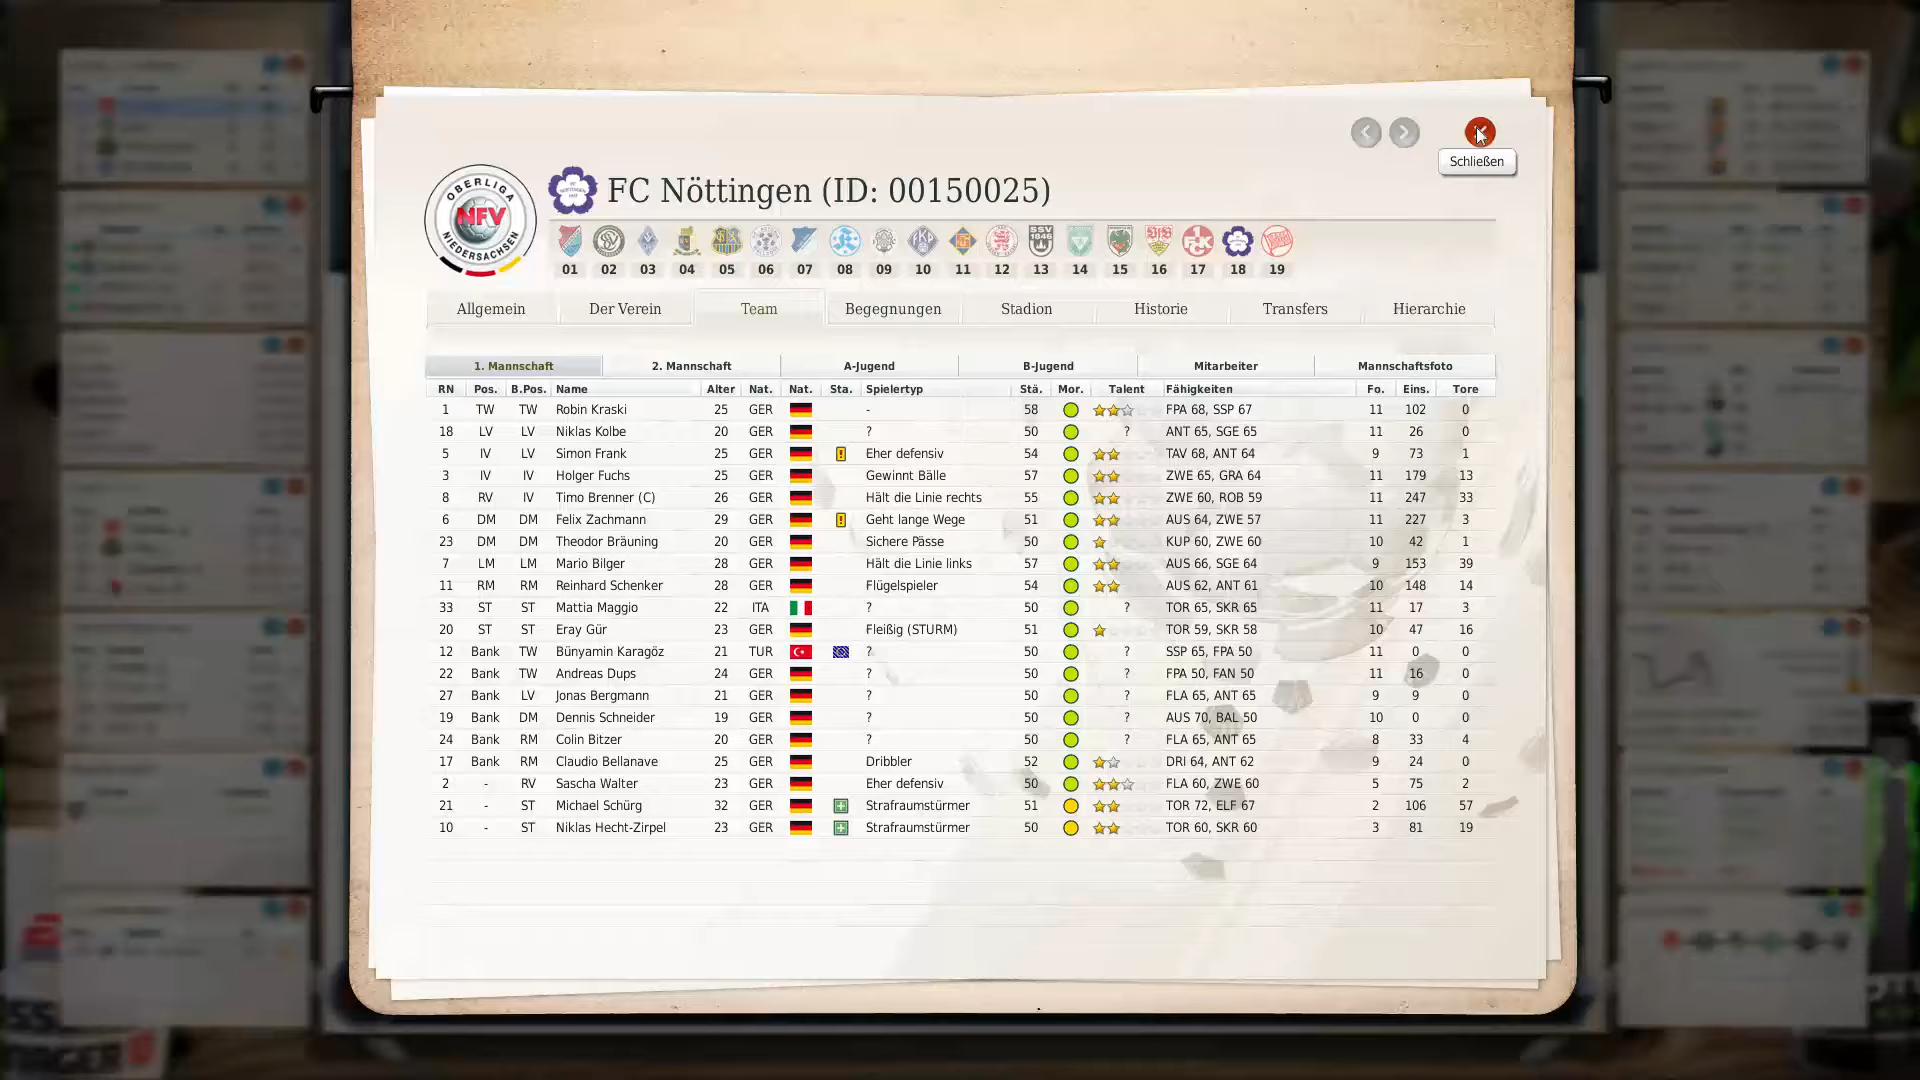 Schließen
OBERLIGA
NFV
NIEDERSACHSEN
FC Nöttingen (ID: 00150025)
SSV
1846
01 02 03 04 05 06 07 08 09 10 11 12 13 14 15 16 17 18 19
Allgemein Der Verein Team Begegnungen Stadion Historie Transfers Hierarchie
1. Mannschaft 2. Mannschaft A-Jugend B-Jugend Mitarbeiter Mannschaftsfoto
RN Pos. B.Pos. Name Alter Nat. Nat. Sta. Spielertyp Stä. Mor. Talent Fähigkeiten Fo. Eins. Tore
1 TW TW Robin Kraski 25 GER - 58 FPA 68, SSP 67 11 102 0
18 LV LV Niklas Kolbe 20 GER ? 50 ? ANT 65, SGE 65 11 26 0
5 IV LV Simon Frank 25 GER Eher defensiv 54 TAV 68, ANT 64 9 73 1
3 IV IV Holger Fuchs 25 GER Gewinnt Bälle 57 ZWE 65, GRA 64 11 179 13
8 RV IV Timo Brenner (C) 26 GER Hält die Linie rechts 55 ZWE 60, ROB 59 11 247 33
6 DM DM Felix Zachmann 29 GER Geht lange Wege 51 AUS 64, ZWE 57 11 227 3
23 DM DM Theodor Bräuning 20 GER Sichere Pässe 50 KUP 60, ZWE 60 10 42 1
7 LM LM Mario Bilger 28 GER Hält die Linie links 57 AUS 66, SGE 64 9 153 39
11 RM RM Reinhard Schenker 28 GER Flügelspieler 54 AUS 62, ANT 61 10 148 14
33 ST ST Mattia Maggio 22 ITA ? 50 ? TOR 65, SKR 65 11 17 3
20 ST ST Eray Gür 23 GER Fleißig (STURM) 51 TOR 59, SKR 58 10 47 16
12 Bank TW Bünyamin Karagöz 21 TUR ? 50 ? SSP 65, FPA 50 11 0 0
22 Bank TW Andreas Dups 24 GER ? 50 ? FPA 50, FAN 50 11 16 0
27 Bank LV Jonas Bergmann 21 GER ? 50 ? FLA 65, ANT 65 9 9 0
19 Bank DM Dennis Schneider 19 GER ? 50 ? AUS 70, BAL 50 10 0 0
24 Bank RM Colin Bitzer 20 GER ? 50 ? FLA 65, ANT 65 8 33 4
17 Bank RM Claudio Bellanave 25 GER Dribbler 52 DRI 64, ANT 62 9 24 0
2 - RV Sascha Walter 23 GER Eher defensiv 50 FLA 60, ZWE 60 5 75 2
21 - ST Michael Schürg 32 GER Strafraumstürmer 51 TOR 72, ELF 67 2 106 57
10 - ST Niklas Hecht-Zirpel 23 GER Strafraumstürmer 50 TOR 60, SKR 60 3 81 19